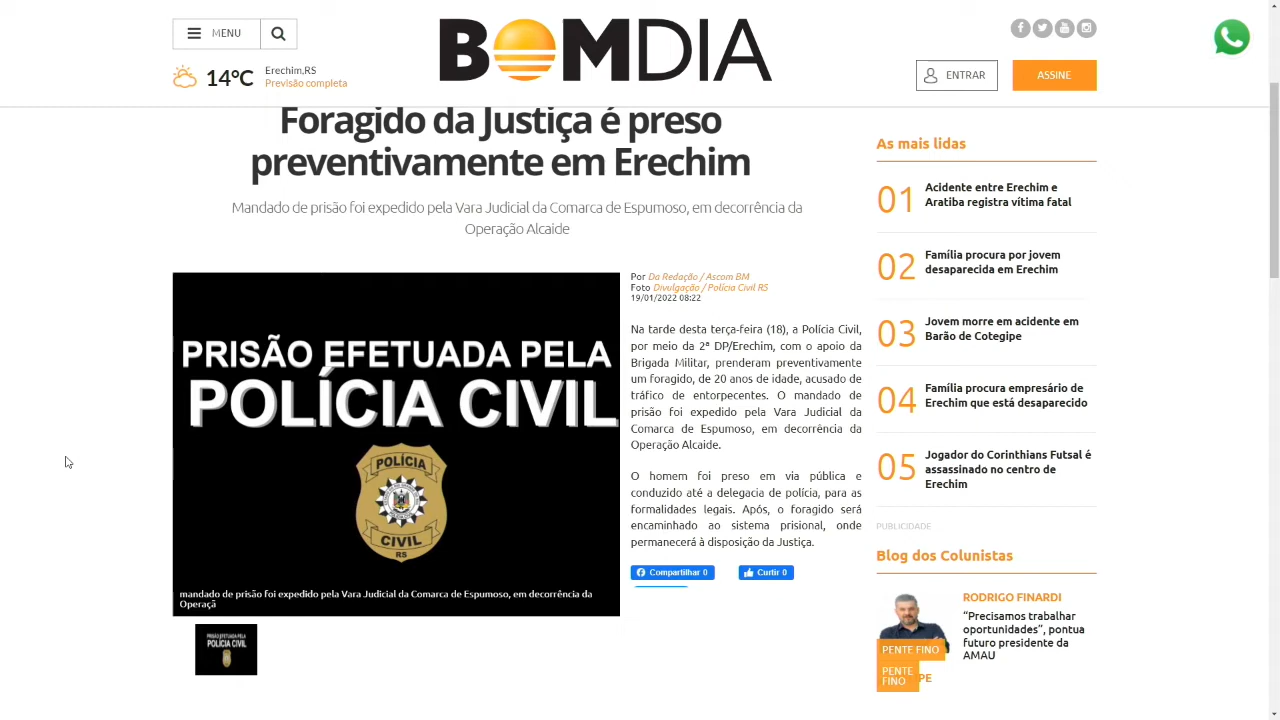 MENU
BOMDIA
14°C
Erechim,RS
Previsão completa
ENTRAR
ASSINE
Foragido da Justiça é preso
preventivamente em Erechim
Mandado de prisão foi expedido pela Vara Judicial da Comarca de Espumoso, em decorrência da
Operação Alcaide
PRISÃO EFETUADA PELA
POLÍCIA CIVIL
POLÍCIA
CIVIL
RS
mandado de prisão foi expedido pela Vara Judicial da Comarca de Espumoso, em decorrência da
Operaçã
PRISÃO EFETUADA PELA
POLÍCIA CIVIL
Por Da Redação / Ascom BM
Foto Divulgação / Polícia Civil RS
19/01/2022 08:22
Na tarde desta terça-feira (18), a Polícia Civil,
por meio da 2ª DP/Erechim, com o apoio da
Brigada Militar, prenderam preventivamente
um foragido, de 20 anos de idade, acusado de
tráfico de entorpecentes. O mandado de
prisão foi expedido pela Vara Judicial da
Comarca de Espumoso, em decorrência da
Operação Alcaide.
O homem foi preso em via pública e
conduzido até a delegacia de polícia, para as
formalidades legais. Após, o foragido será
encaminhado ao sistema prisional, onde
permanecerá à disposição da Justiça.
Compartilhar 0
Curtir 0
As mais lidas
01
Acidente entre Erechim e
Aratiba registra vítima fatal
02
Família procura por jovem
desaparecida em Erechim
03
Jovem morre em acidente em
Barão de Cotegipe
04
Família procura empresário de
Erechim que está desaparecido
05
Jogador do Corinthians Futsal é
assassinado no centro de
Erechim
PUBLICIDADE
Blog dos Colunistas
RODRIGO FINARDI
“Precisamos trabalhar
oportunidades”, pontua
futuro presidente da
AMAU
PENTE FINO
PENTE
FINO
PE